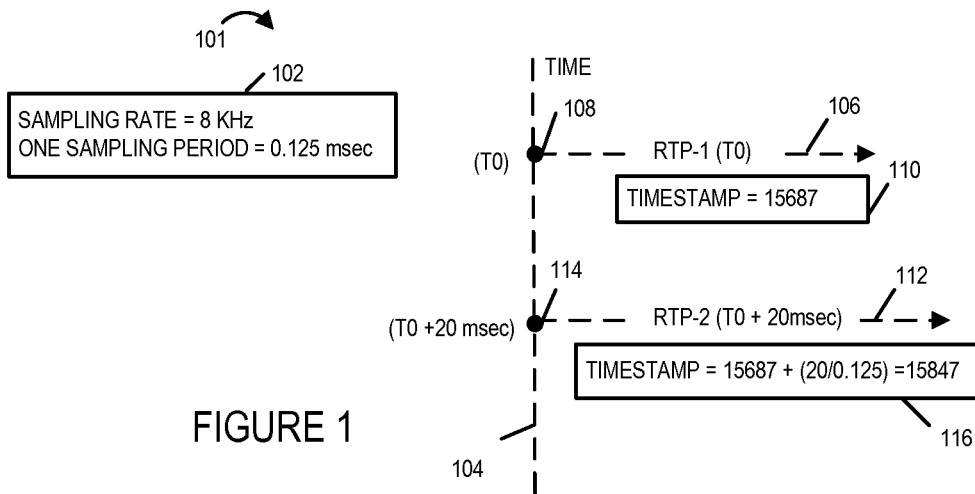 101
102
SAMPLING RATE = 8 KHz
ONE SAMPLING PERIOD = 0.125 msec
TIME
108
106
(T0)
RTP-1 (T0)
110
TIMESTAMP = 15687
114
112
(T0 +20 msec)
RTP-2 (T0 + 20msec)
TIMESTAMP = 15687 + (20/0.125) =15847
FIGURE 1
104
116